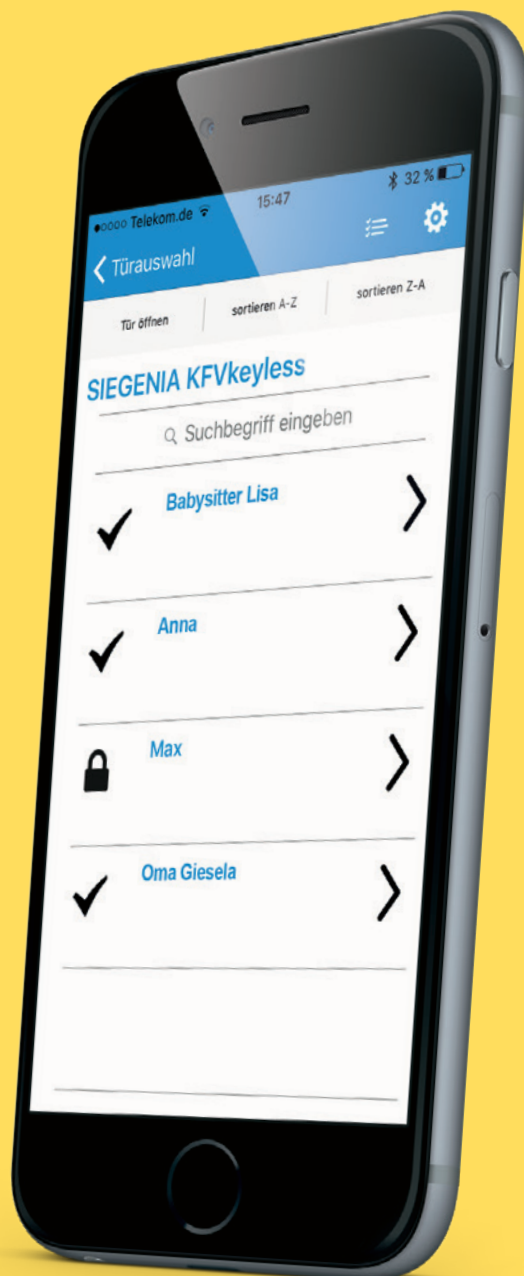 Telekom.de 15:47 32 %
Türauswahl
Tür öffnen sortieren A-Z sortieren Z-A
SIEGENIA KFVkeyless
Suchbegriff eingeben
Babysitter Lisa
Anna
Max
Oma Giesela